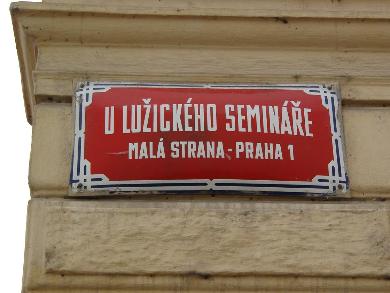 U LUŽICKÉHO SEMINÁŘE
MALÁ STRANA - PRAHA 1